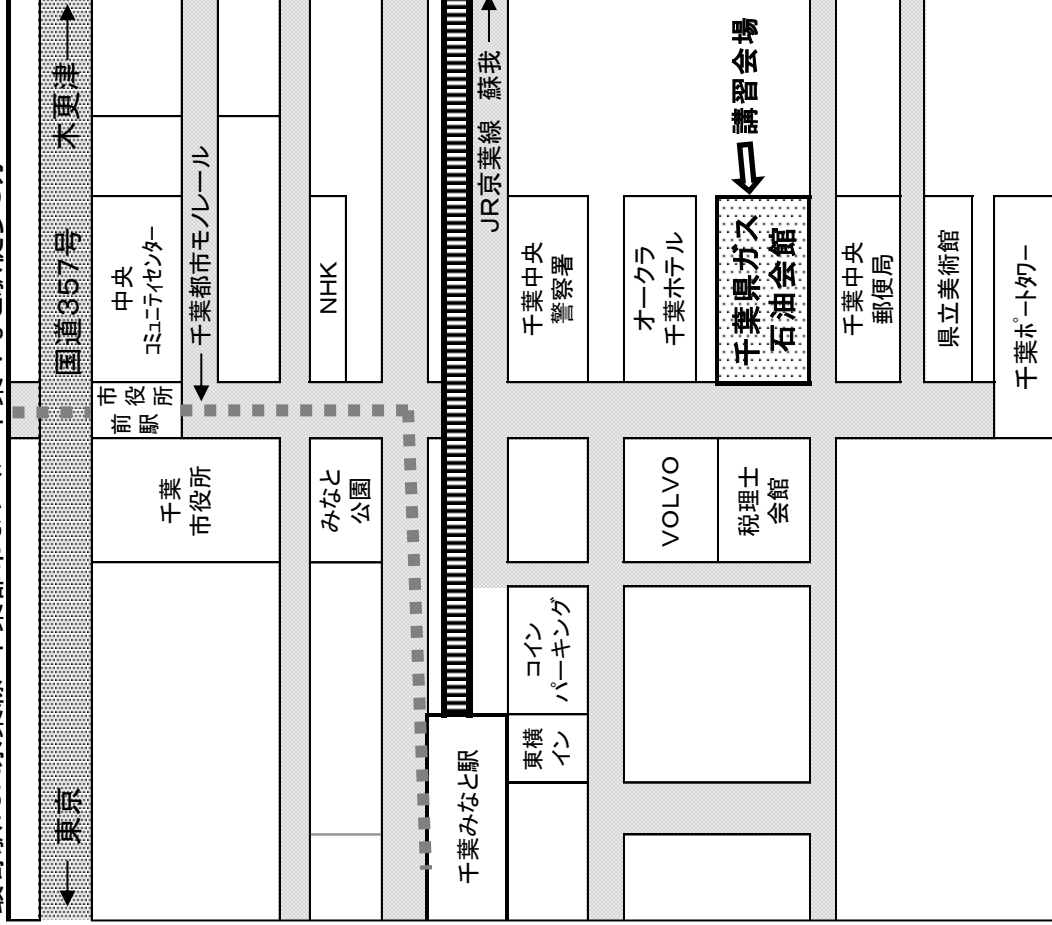 ← 東京
国道357号
木更津 →
千葉
市役所
市役所
前駅
中央
コミュニティセンター
← 千葉都市モノレール
みなと
公園
NHK
千葉みなと駅
JR京葉線 蘇我 →
東横
イン
コイン
パーキング
千葉中央
警察署
VOLVO
オークラ
千葉ホテル
税理士
会館
千葉県ガス
石油会館
講習会場
千葉中央
郵便局
県立美術館
千葉ポートタワー